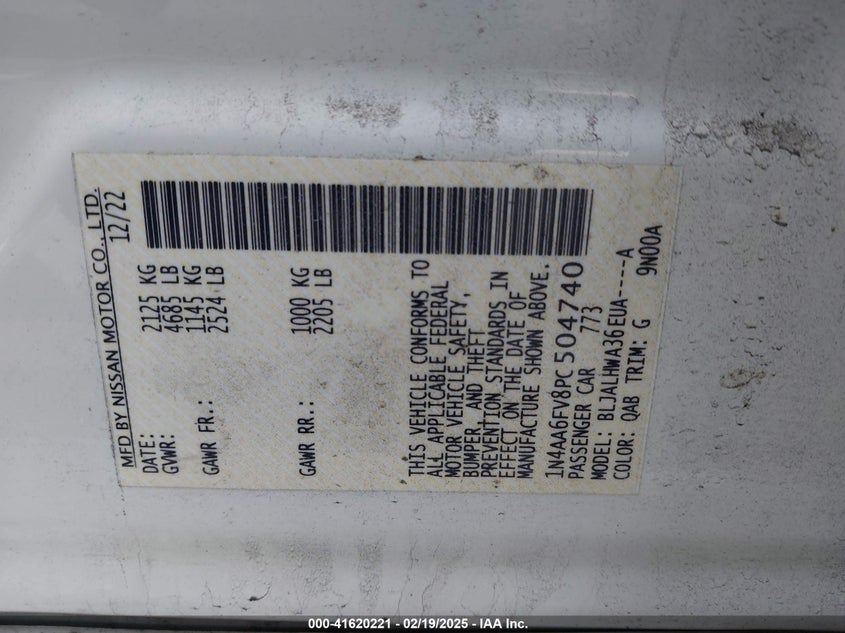 MFD BY NISSAN MOTOR CO., LTD.
DATE: 12/22
GVWR: 2125 KG
4685 LB
GAWR FR.: 1145 KG
2524 LB
GAWR RR.: 1000 KG
2205 LB
THIS VEHICLE CONFORMS TO
ALL APPLICABLE FEDERAL
MOTOR VEHICLE SAFETY,
BUMPER, AND THEFT
PREVENTION STANDARDS IN
EFFECT ON THE DATE OF
MANUFACTURE SHOWN ABOVE.
1N4AA6FV8PC504740
PASSENGER CAR 773
MODEL: BLJALHWA36EUA-----A
COLOR: QAB TRIM: G 9N00A
000-41620221 - 02/19/2025 - IAA Inc.